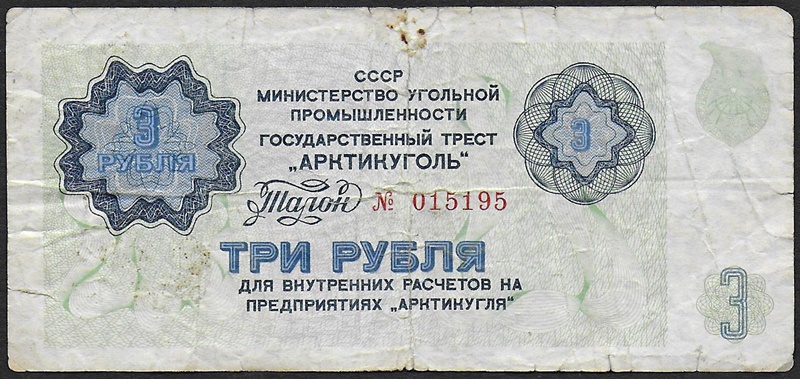 СССР
МИНИСТЕРСТВО УГОЛЬНОЙ
ПРОМЫШЛЕННОСТИ
ГОСУДАРСТВЕННЫЙ ТРЕСТ
„АРКТИКУГОЛЬ"
3
РУБЛЯ
3
Талон № 015195
ТРИ РУБЛЯ
ДЛЯ ВНУТРЕННИХ РАСЧЕТОВ НА
ПРЕДПРИЯТИЯХ „АРКТИКУГЛЯ"
3